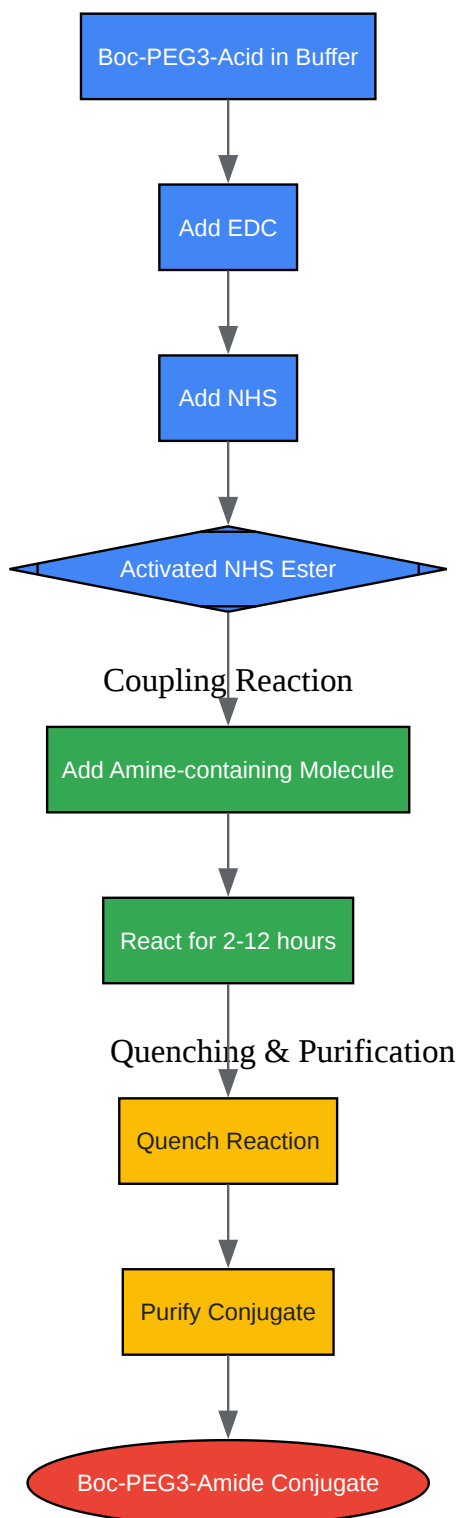 Boc-PEG3-Acid in Buffer
Add EDC
Add NHS
Activated NHS Ester
Coupling Reaction
Add Amine-containing Molecule
React for 2-12 hours
Quenching & Purification
Quench Reaction
Purify Conjugate
Boc-PEG3-Amide Conjugate